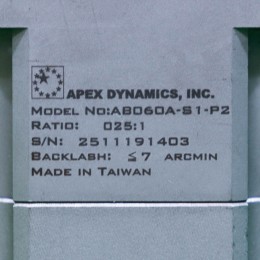 APEX DYNAMICS, INC.
MODEL NO:AB060A-S1-P2
RATIO: 025:1
S/N: 2511191403
BACKLASH: ≦7 ARCMIN
MADE IN TAIWAN